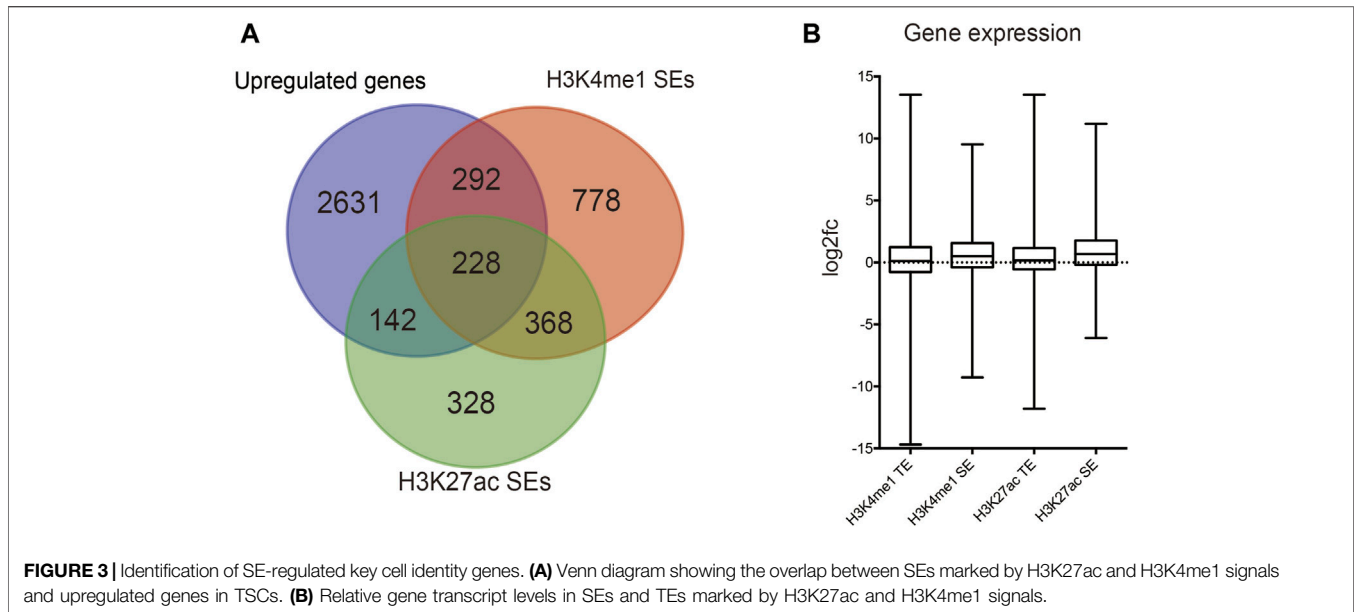 A
Upregulated genes
H3K4me1 SEs
2631
292
778
228
142
368
328
H3K27ac SEs
B
Gene expression
log2fc
15
10
5
0
-5
-10
-15
H3K4me1 TE
H3K4me1 SE
H3K27ac TE
H3K27ac SE
FIGURE 3 | Identification of SE-regulated key cell identity genes. (A) Venn diagram showing the overlap between SEs marked by H3K27ac and H3K4me1 signals
and upregulated genes in TSCs. (B) Relative gene transcript levels in SEs and TEs marked by H3K27ac and H3K4me1 signals.